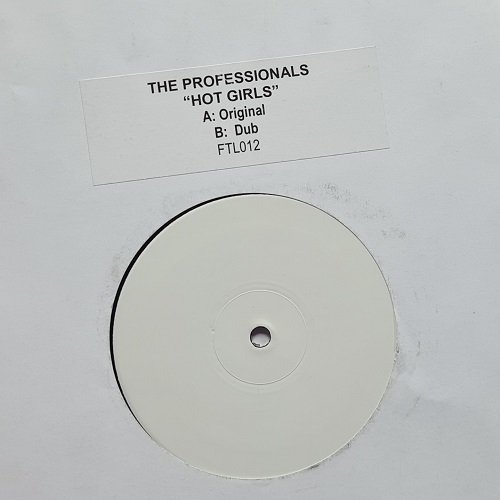 THE PROFESSIONALS
“HOT GIRLS”
A: Original
B: Dub
FTL012